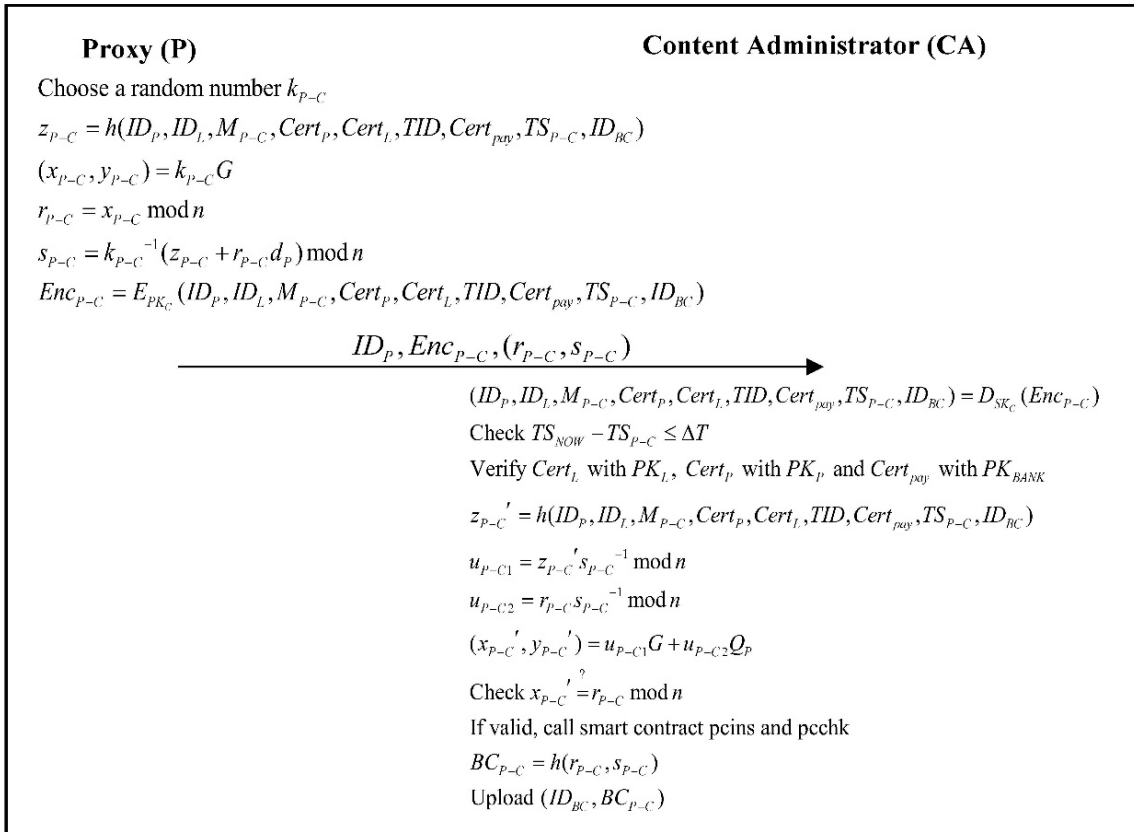 Proxy (P)
Content Administrator (CA)
Choose a random number k_{P-C}
z_{P-C} = h(ID_P, ID_L, M_{P-C}, Cert_P, Cert_L, TID, Cert_{pay}, TS_{P-C}, ID_{BC})
(x_{P-C}, y_{P-C}) = k_{P-C}G
r_{P-C} = x_{P-C} mod n
s_{P-C} = k_{P-C}^{-1}(z_{P-C} + r_{P-C}d_P) mod n
Enc_{P-C} = E_{PK_C}(ID_P, ID_L, M_{P-C}, Cert_P, Cert_L, TID, Cert_{pay}, TS_{P-C}, ID_{BC})
ID_P, Enc_{P-C}, (r_{P-C}, s_{P-C})
(ID_P, ID_L, M_{P-C}, Cert_P, Cert_L, TID, Cert_{pay}, TS_{P-C}, ID_{BC}) = D_{SK_C}(Enc_{P-C})
Check TS_{NOW} − TS_{P-C} ≤ ΔT
Verify Cert_L with PK_L, Cert_P with PK_P and Cert_{pay} with PK_{BANK}
z_{P-C}' = h(ID_P, ID_L, M_{P-C}, Cert_P, Cert_L, TID, Cert_{pay}, TS_{P-C}, ID_{BC})
u_{P-C1} = z_{P-C}'s_{P-C}^{-1} mod n
u_{P-C2} = r_{P-C}s_{P-C}^{-1} mod n
(x_{P-C}', y_{P-C}') = u_{P-C1}G + u_{P-C2}Q_P
Check x_{P-C}' =^? r_{P-C} mod n
If valid, call smart contract pcins and pcchk
BC_{P-C} = h(r_{P-C}, s_{P-C})
Upload (ID_{BC}, BC_{P-C})